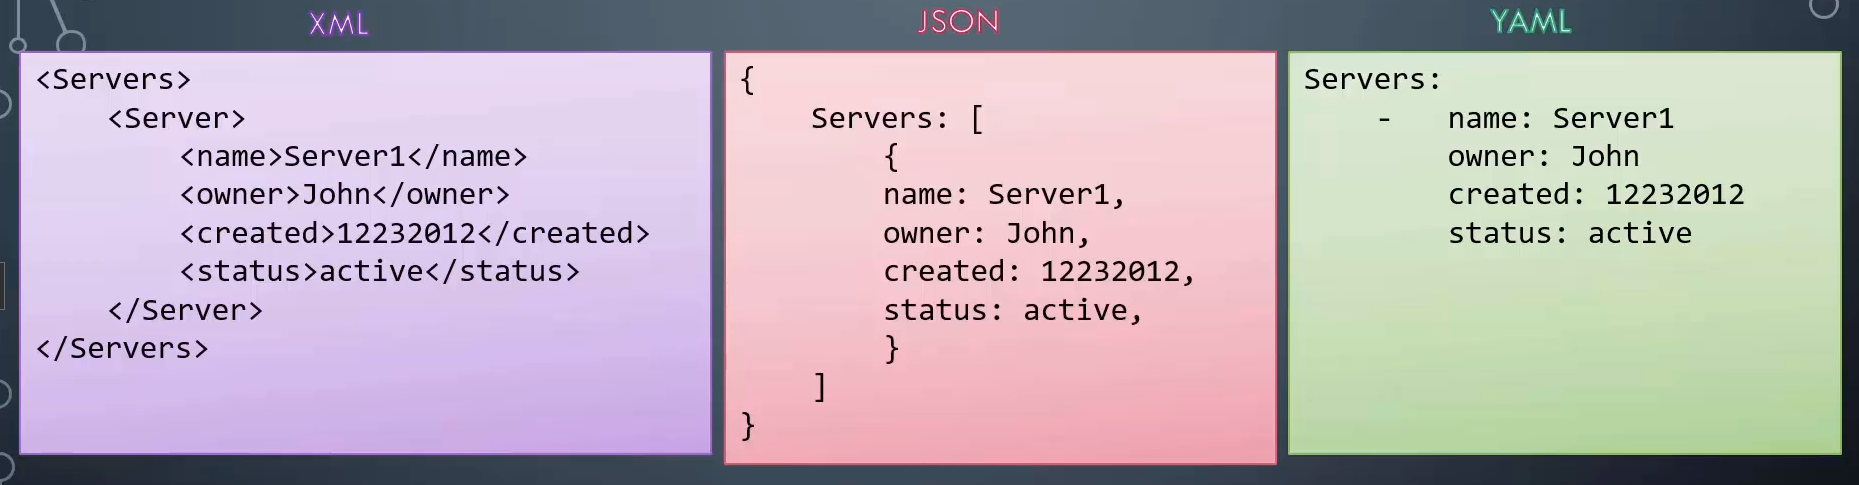 XML
<Servers>
<Server>
<name>Server1</name>
<owner>John</owner>
<created>12232012</created>
<status>active</status>
</Server>
</Servers>
JSON
{
Servers: [
{
name: Server1,
owner: John,
created: 12232012,
status: active,
}
]
}
YAML
Servers:
- name: Server1
owner: John
created: 12232012
status: active